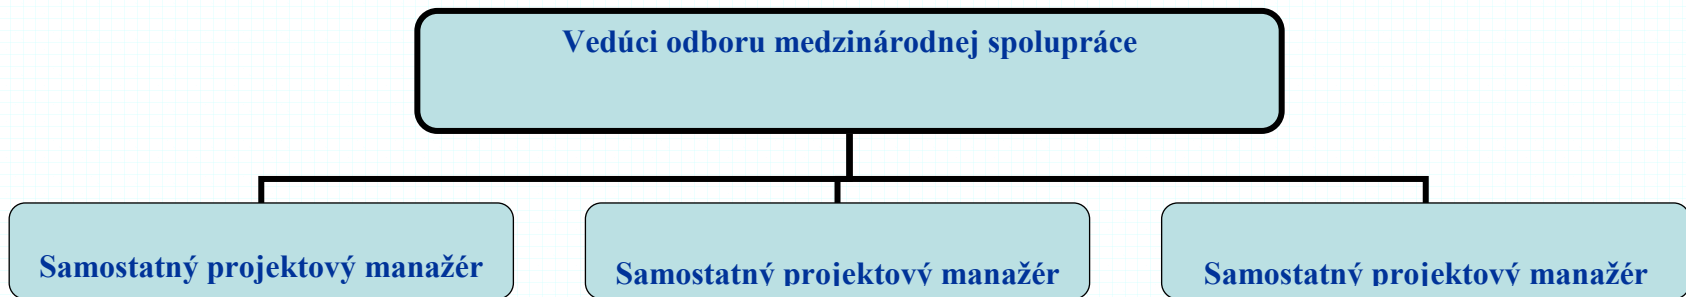 Vedúci odboru medzinárodnej spolupráce
Samostatný projektový manažér
Samostatný projektový manažér
Samostatný projektový manažér